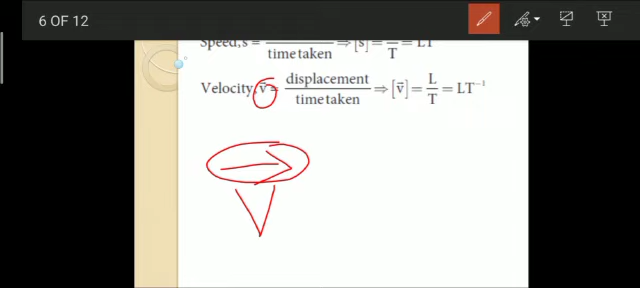 6 OF 12
Speed, s = ――― ⇒ [s] = ― = LT
time taken T
Velocity, v⃗ = displacement / time taken ⇒ [v⃗] = L / T = LT⁻¹
→
V